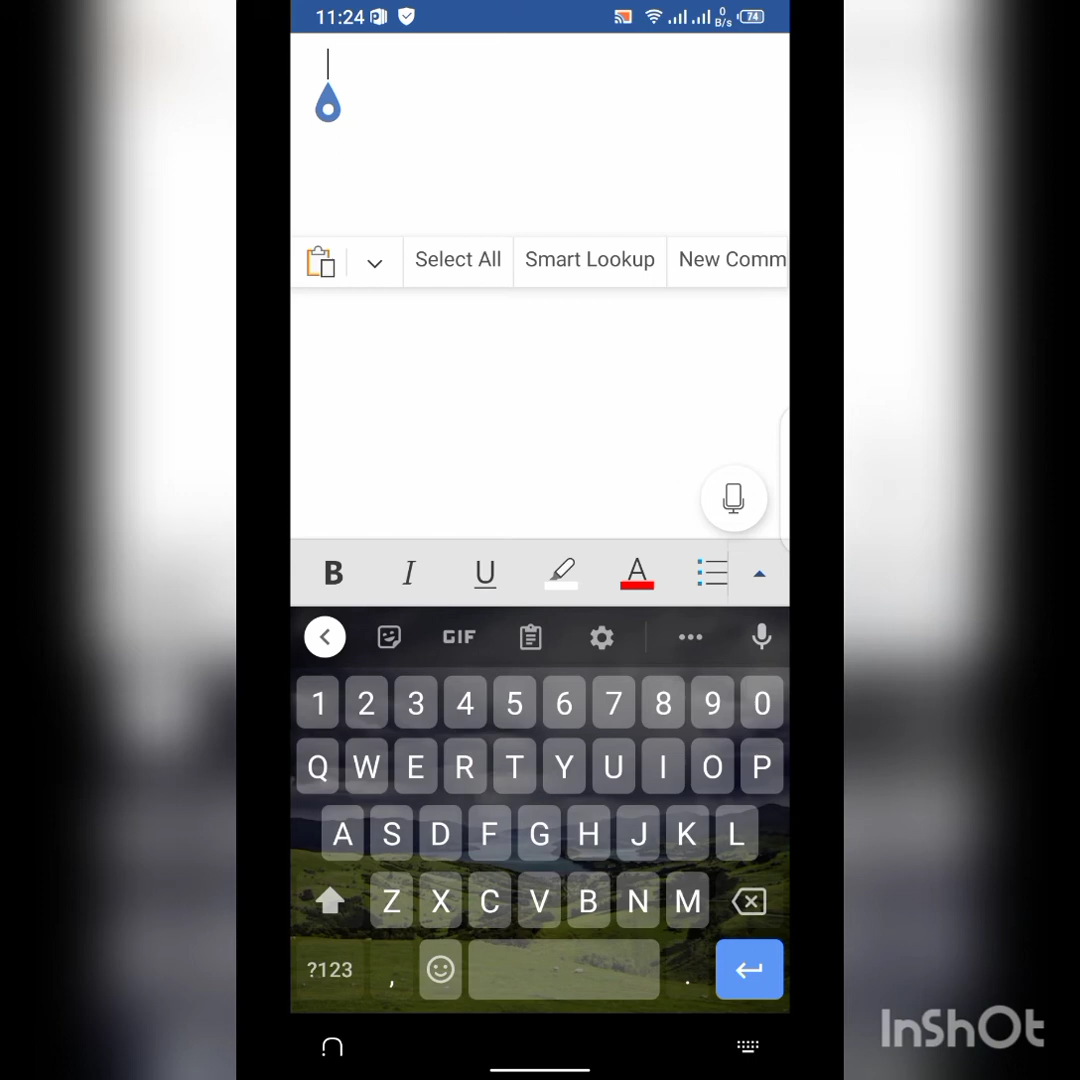 11:24
0
B/s
74
Select All
Smart Lookup
New Comm
B I U A
GIF
1 2 3 4 5 6 7 8 9 0
Q W E R T Y U I O P
A S D F G H J K L
Z X C V B N M
?123 , .
InShOt